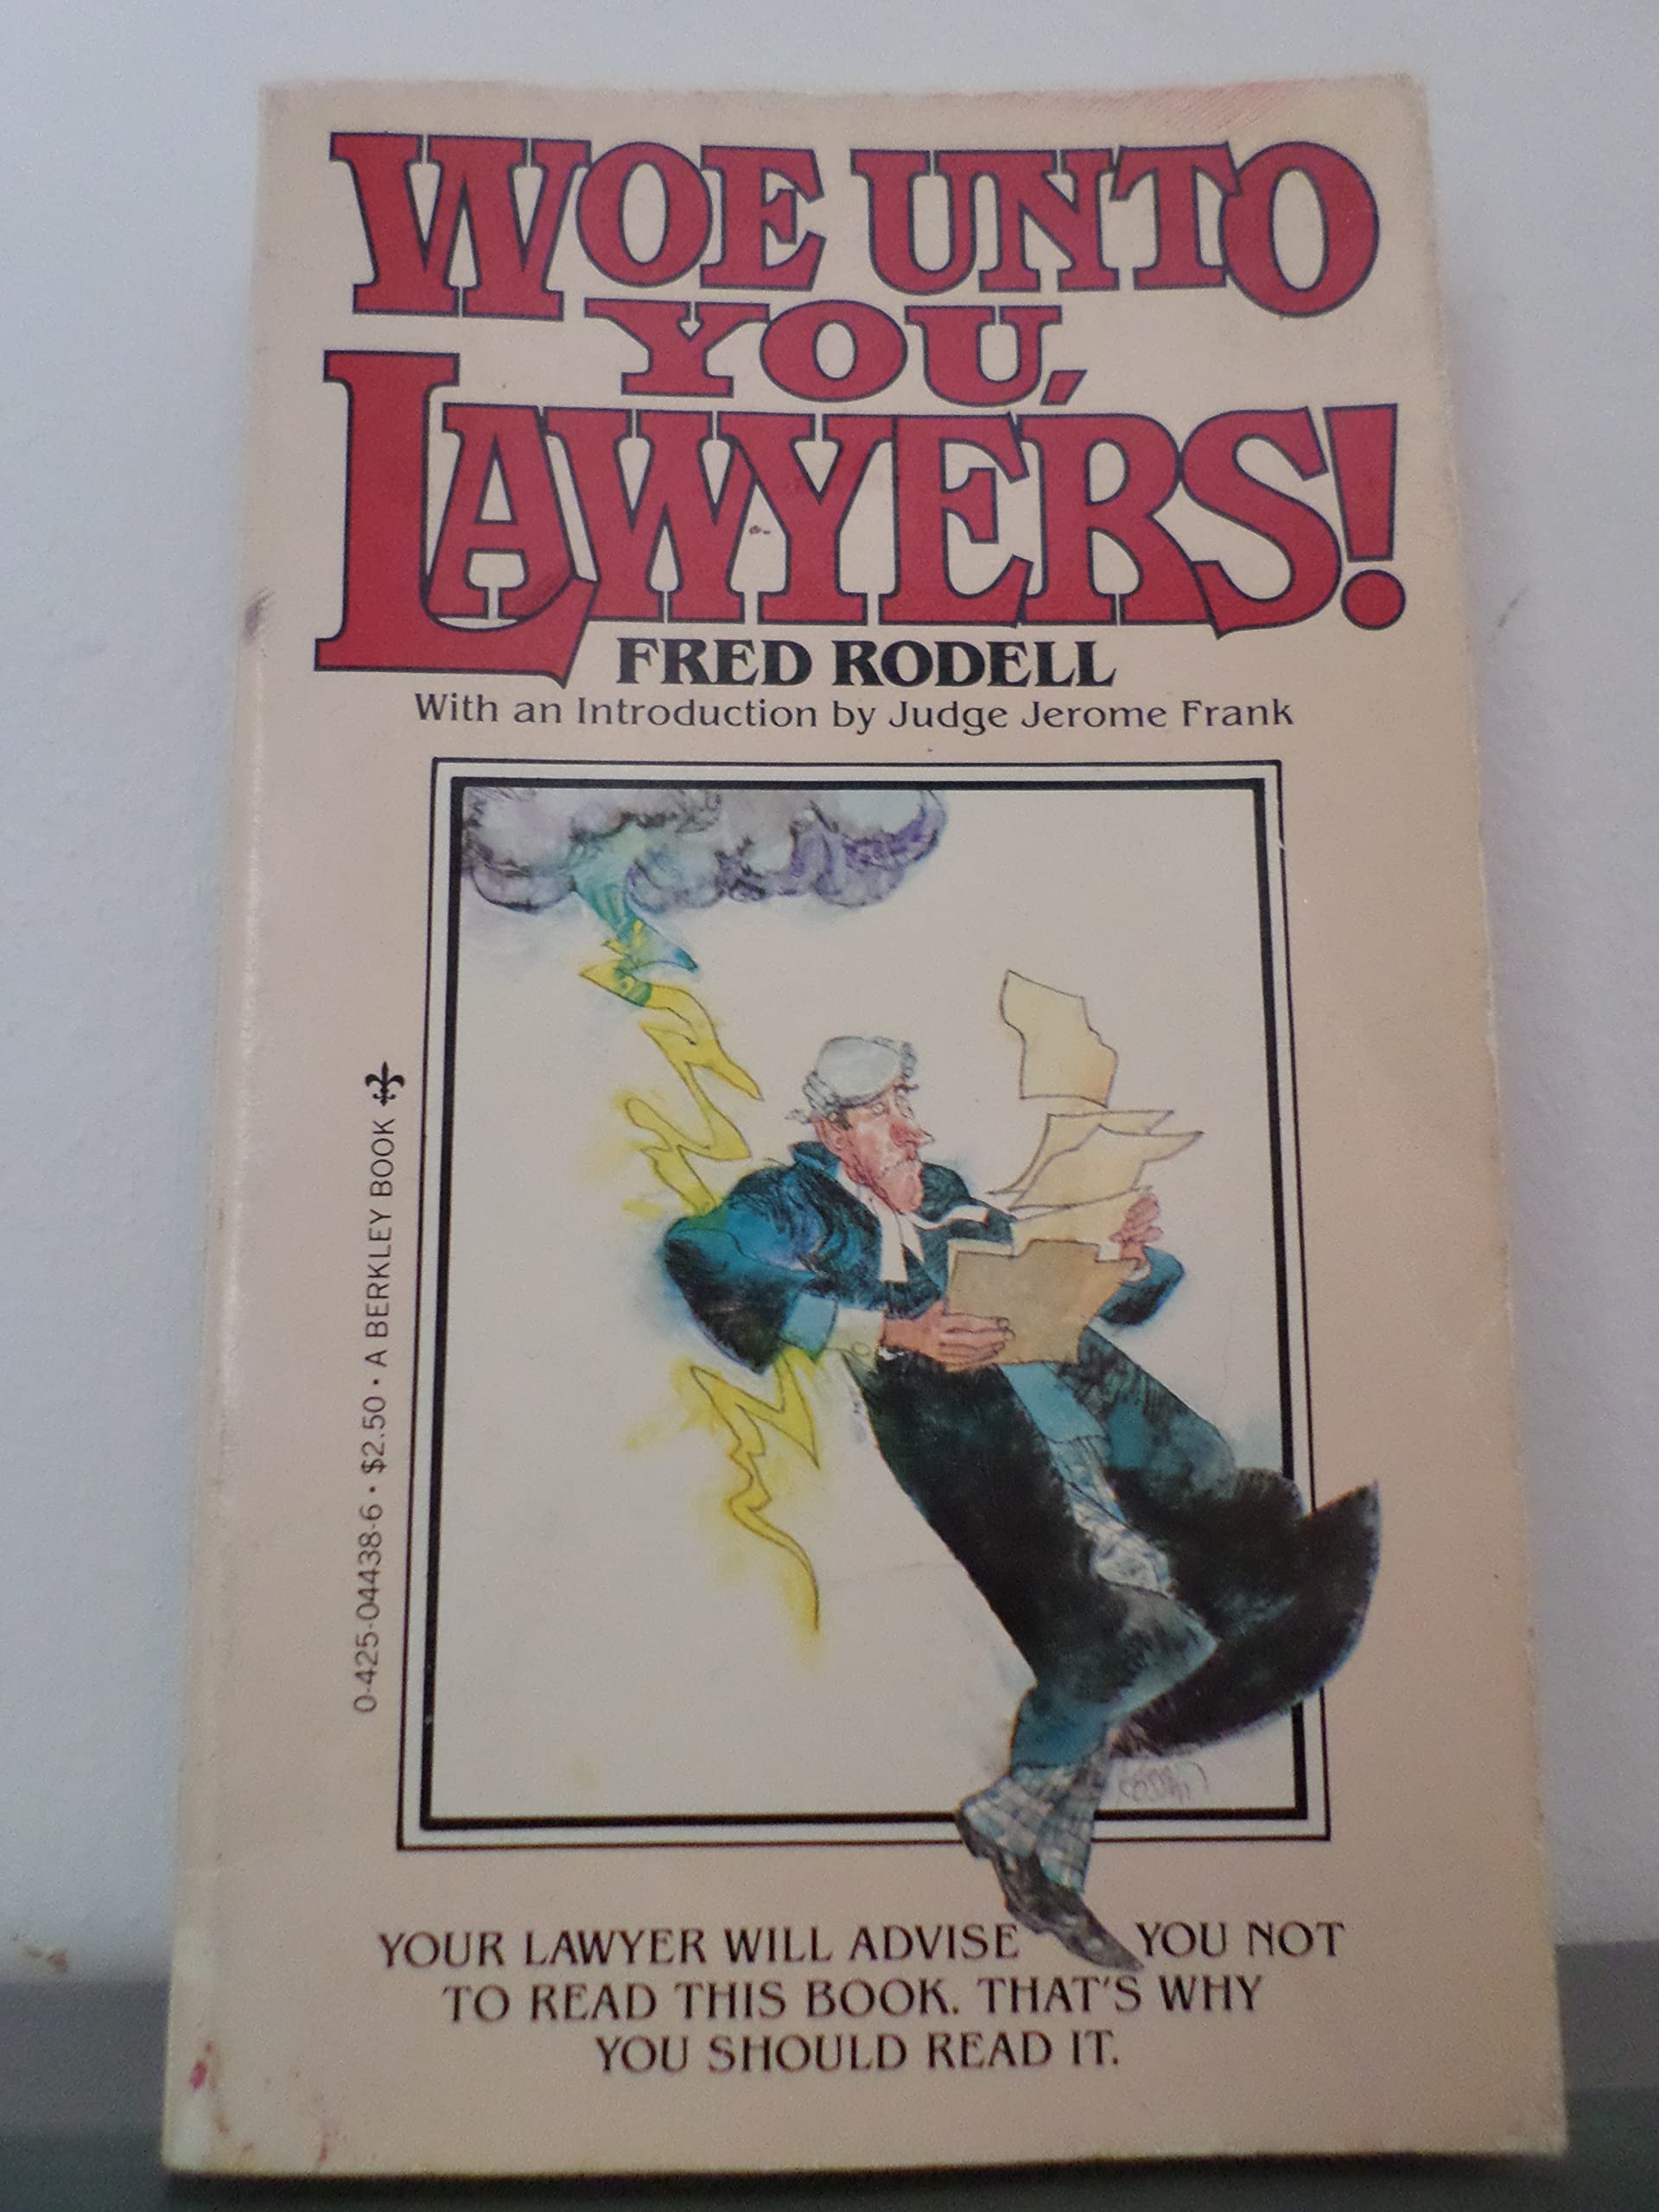 WOE UNTO
YOU,
LAWYERS!
FRED RODELL
With an Introduction by Judge Jerome Frank
0-425-04438-6 • $2.50 • A BERKLEY BOOK
YOUR LAWYER WILL ADVISE YOU NOT
TO READ THIS BOOK. THAT'S WHY
YOU SHOULD READ IT.